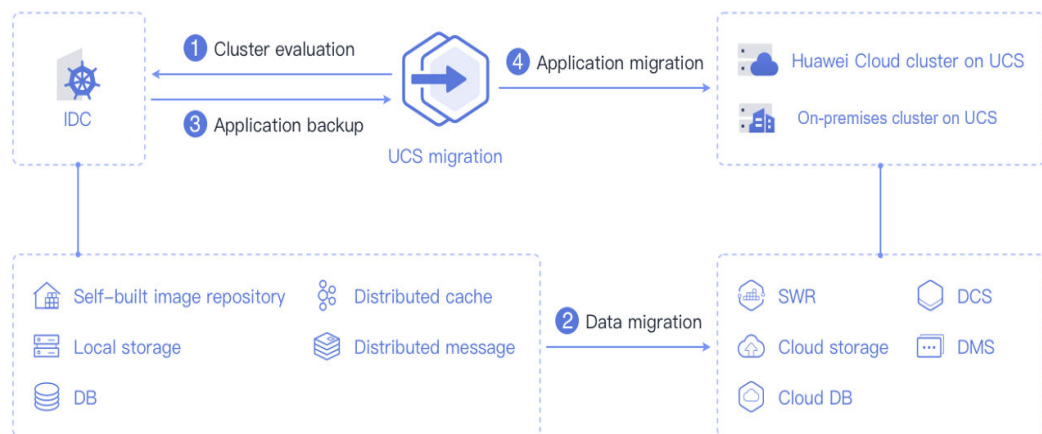 1 Cluster evaluation
IDC
3 Application backup
UCS migration
4 Application migration
Huawei Cloud cluster on UCS
On-premises cluster on UCS
Self-built image repository
Distributed cache
Local storage
Distributed message
DB
2 Data migration
SWR
DCS
Cloud storage
DMS
Cloud DB